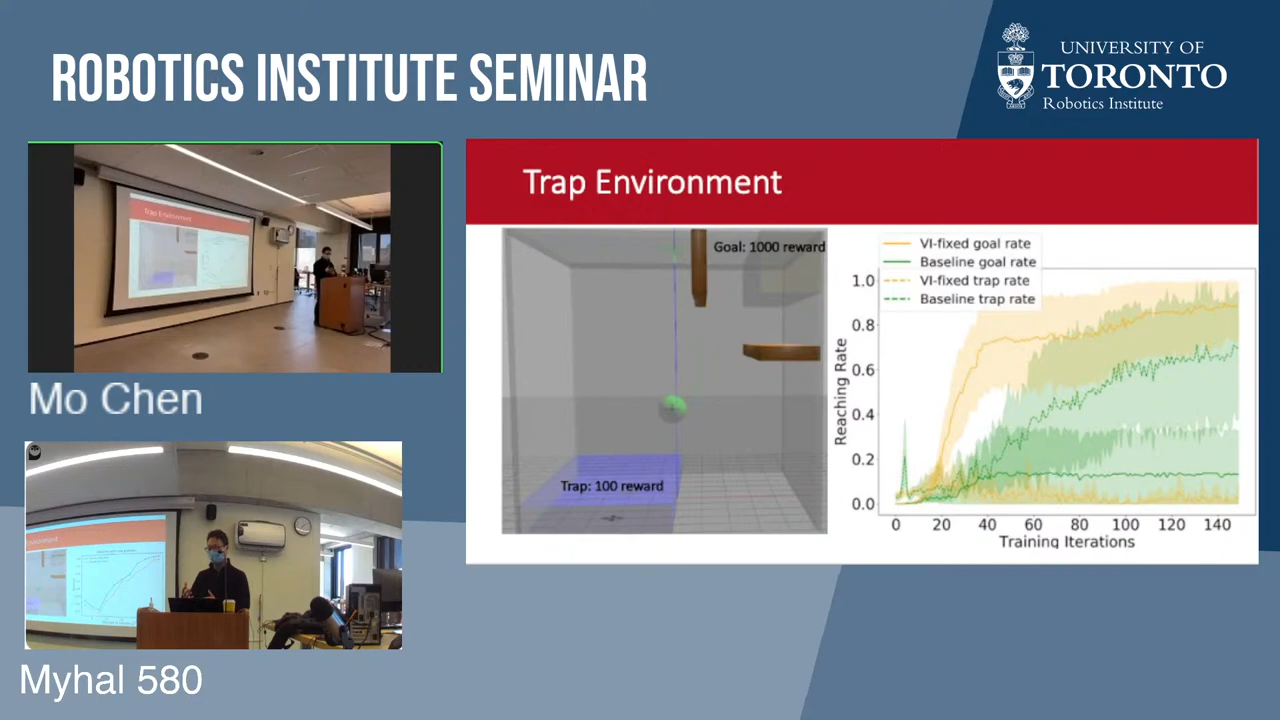 ROBOTICS INSTITUTE SEMINAR
UNIVERSITY OF
TORONTO
Robotics Institute
Trap Environment
Mo Chen
Trap Environment
Goal: 1000 reward
Trap: 100 reward
VI-fixed goal rate
Baseline goal rate
VI-fixed trap rate
Baseline trap rate
1.0
0.8
0.6
0.4
0.2
0.0
Reaching Rate
0 20 40 60 80 100 120 140
Training Iterations
Myhal 580